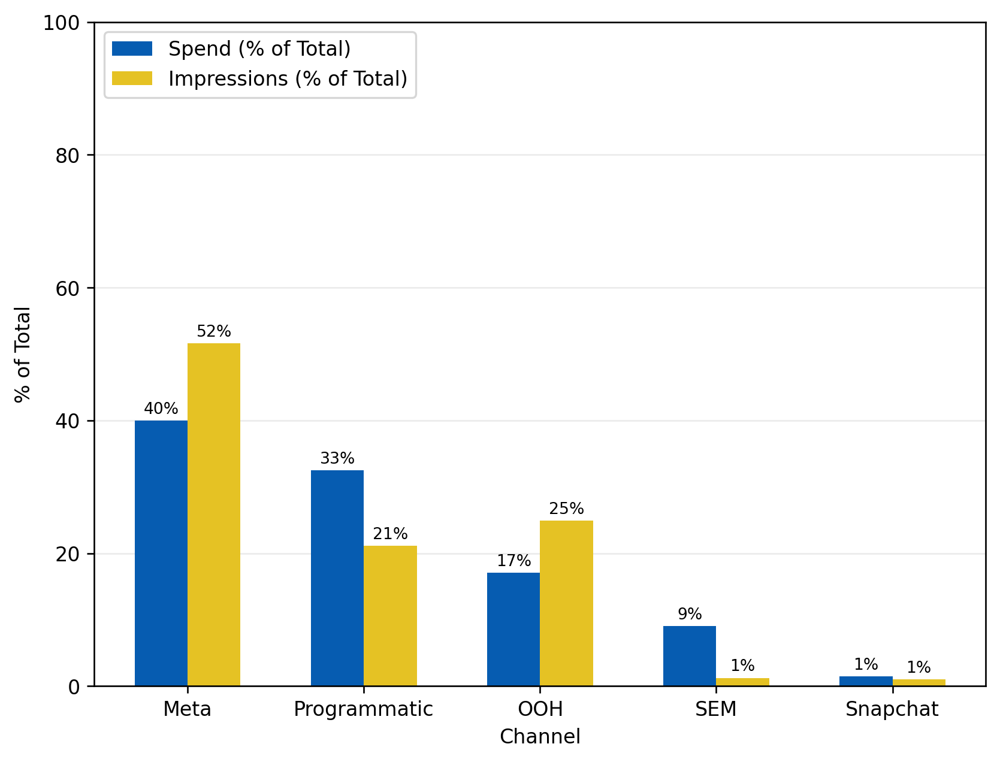 Spend (% of Total)
Impressions (% of Total)
% of Total
100
80
60
40
20
0
40%
52%
33%
21%
17%
25%
9%
1%
1%
1%
Meta
Programmatic
OOH
SEM
Snapchat
Channel